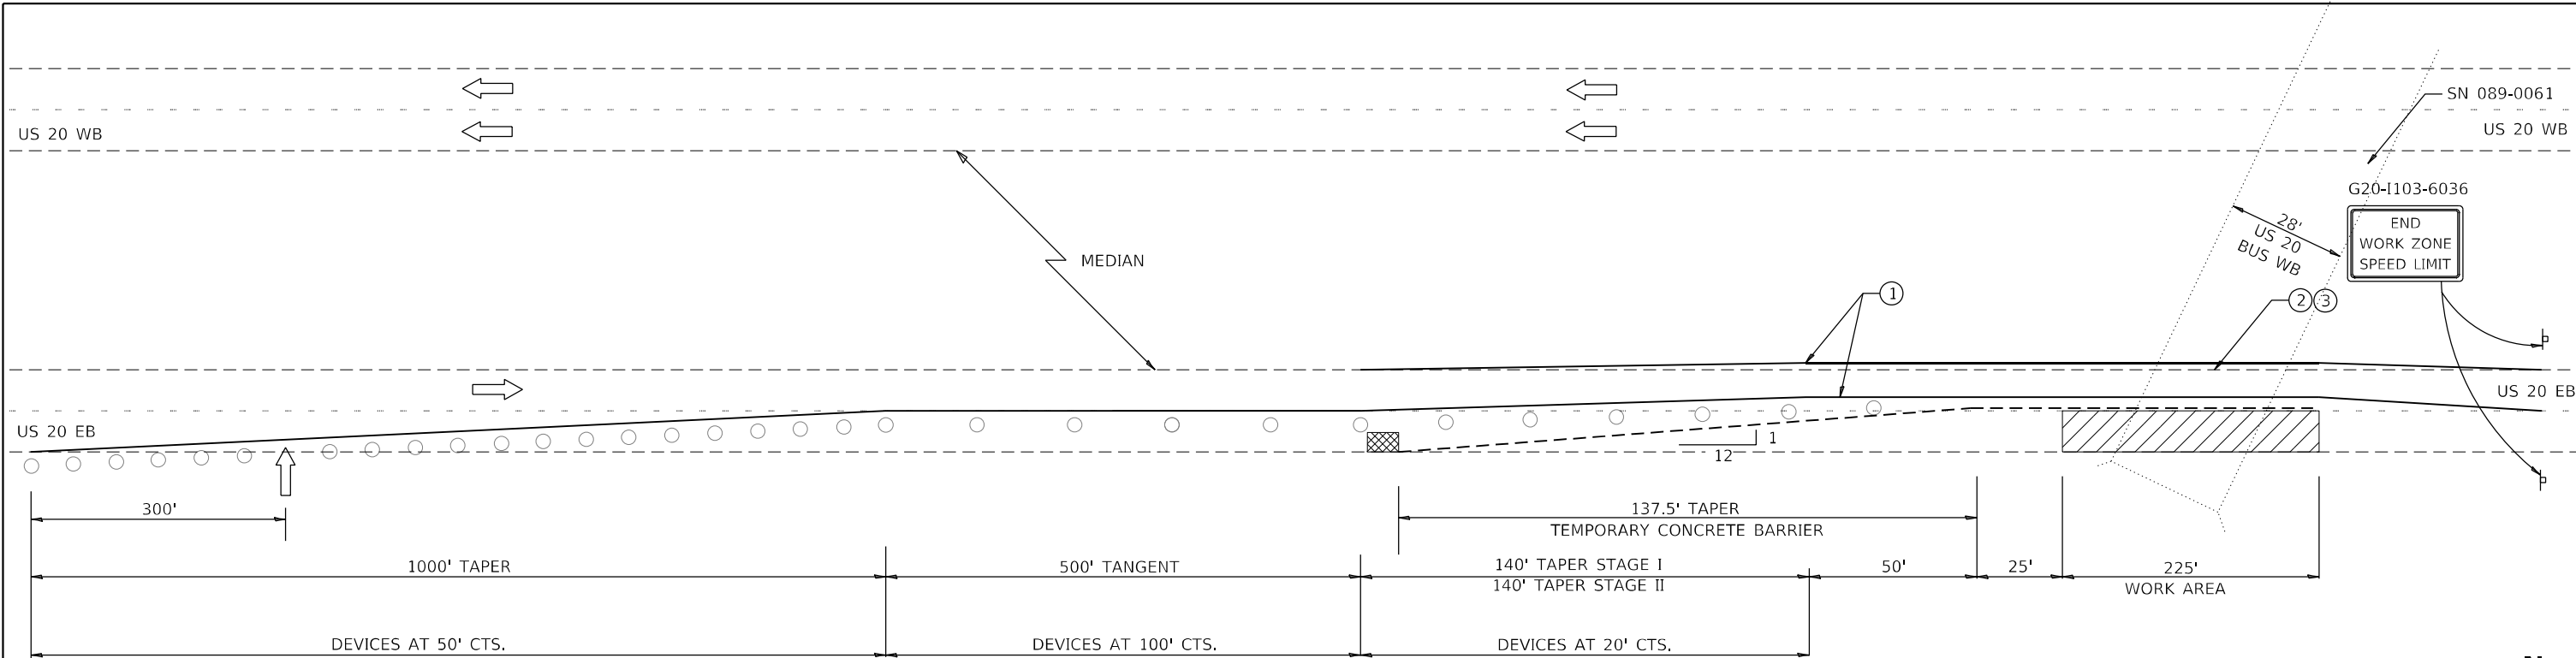 SN 089-0061
US 20 WB
US 20 WB
G20-I103-6036
END
WORK ZONE
SPEED LIMIT
28'
US 20
BUS WB
MEDIAN
1
2 3
US 20 EB
US 20 EB
1
12
300'
137.5' TAPER
TEMPORARY CONCRETE BARRIER
1000' TAPER
500' TANGENT
140' TAPER STAGE I
140' TAPER STAGE II
50'
25'
225'
WORK AREA
DEVICES AT 50' CTS.
DEVICES AT 100' CTS.
DEVICES AT 20' CTS.